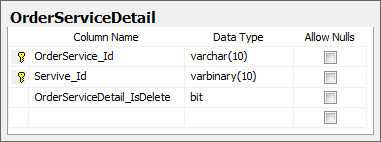 OrderServiceDetail
Column Name Data Type Allow Nulls
OrderService_Id varchar(10)
Servive_Id varbinary(10)
OrderServiceDetail_IsDelete bit